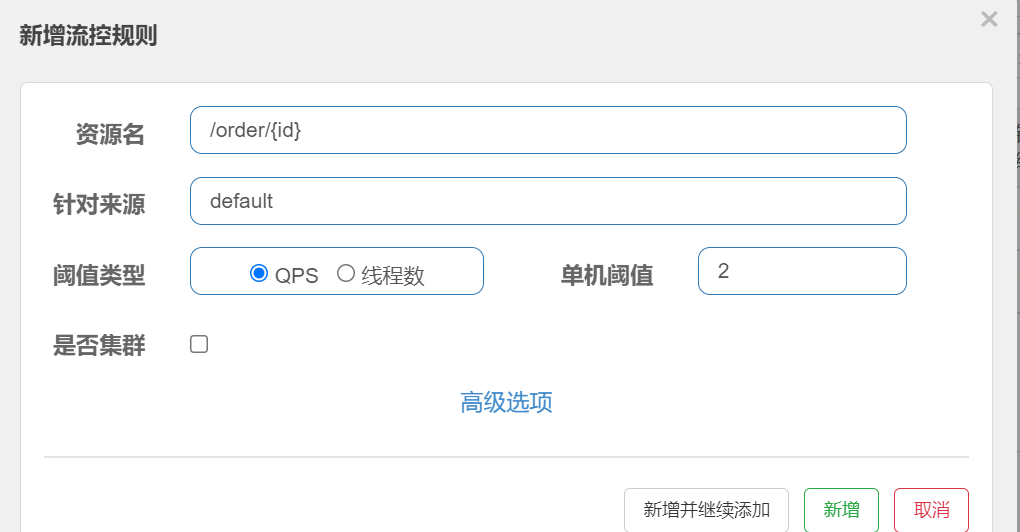 新增流控规则
资源名 /order/{id}
针对来源 default
阈值类型 QPS 线程数 单机阈值 2
是否集群
高级选项
新增并继续添加 新增 取消